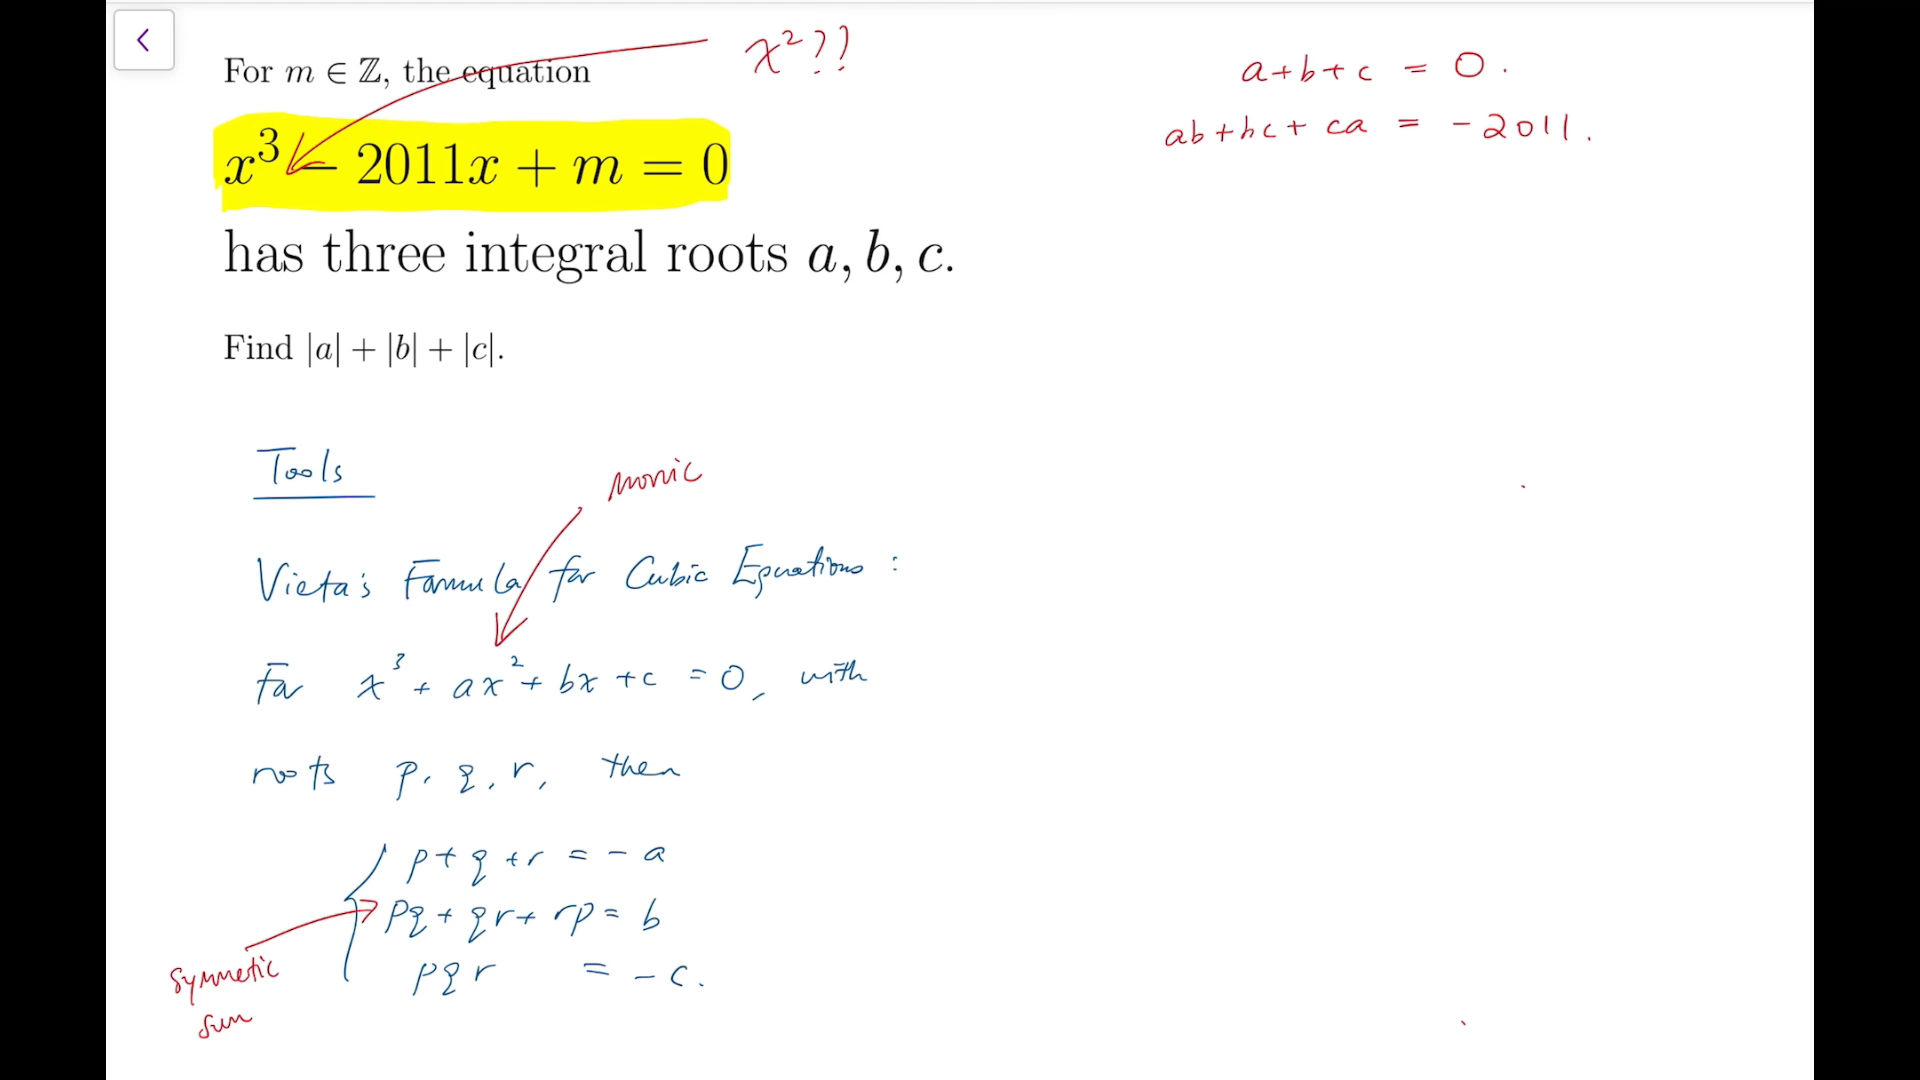 For m ∈ ℤ, the equation
x² ??
x³ − 2011x + m = 0
has three integral roots a, b, c.
Find |a| + |b| + |c|.
a + b + c = 0.
ab + bc + ca = -2011.
Tools
monic
Vieta's Formula for Cubic Equations :
For x³ + ax² + bx + c = 0, with
roots p, q, r, then
p + q + r = - a
pq + qr + rp = b
pqr = - c.
Symmetic
sum